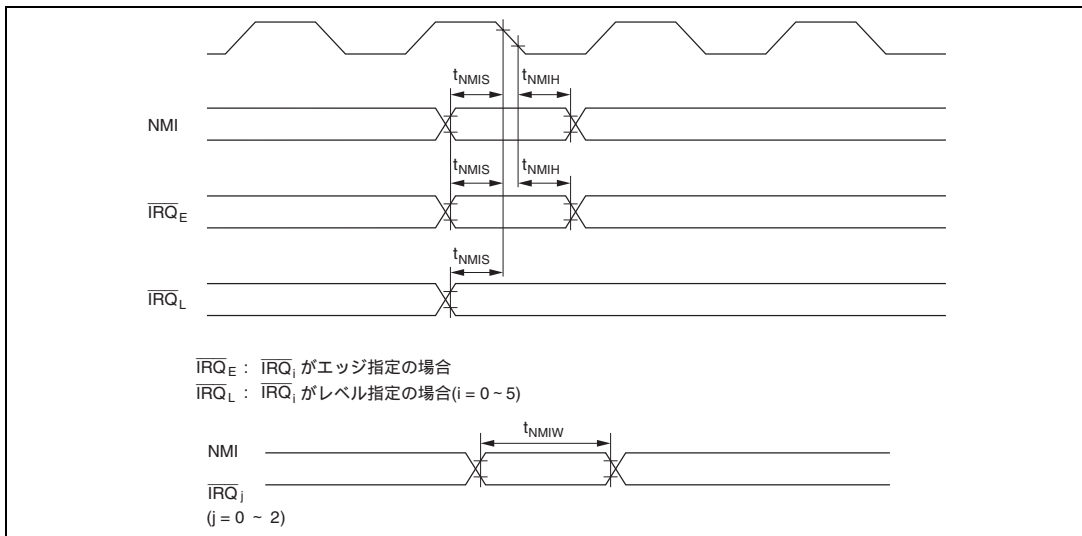 tNMIS tNMIH
NMI
tNMIS tNMIH
IRQE
tNMIS
IRQL
IRQE : IRQi がエッジ指定の場合
IRQL : IRQi がレベル指定の場合(i = 0 ~ 5)
tNMIW
NMI
IRQj
(j = 0 ~ 2)